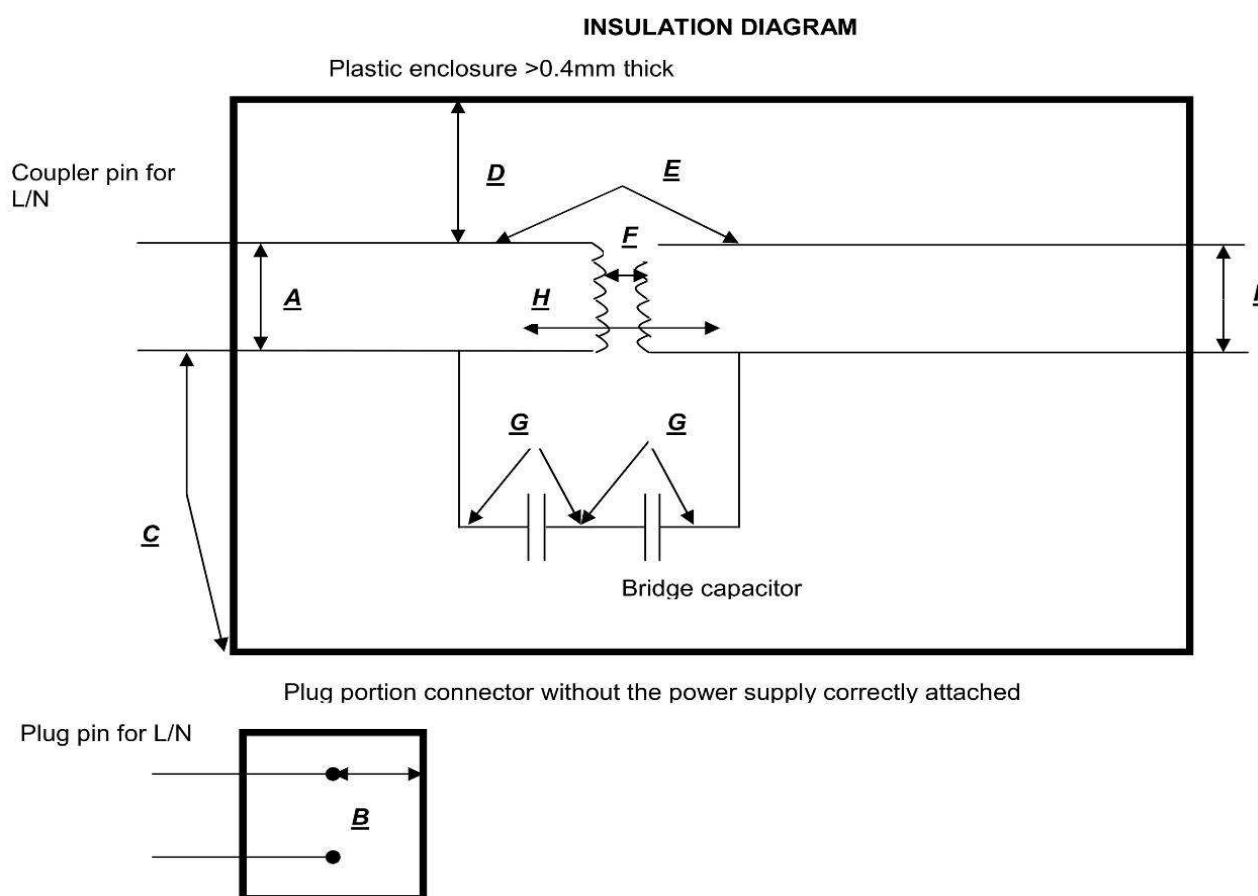 INSULATION DIAGRAM
Plastic enclosure >0.4mm thick
Coupler pin for
L/N
D
E
F
A
H
G
G
C
Bridge capacitor
Plug portion connector without the power supply correctly attached
Plug pin for L/N
B